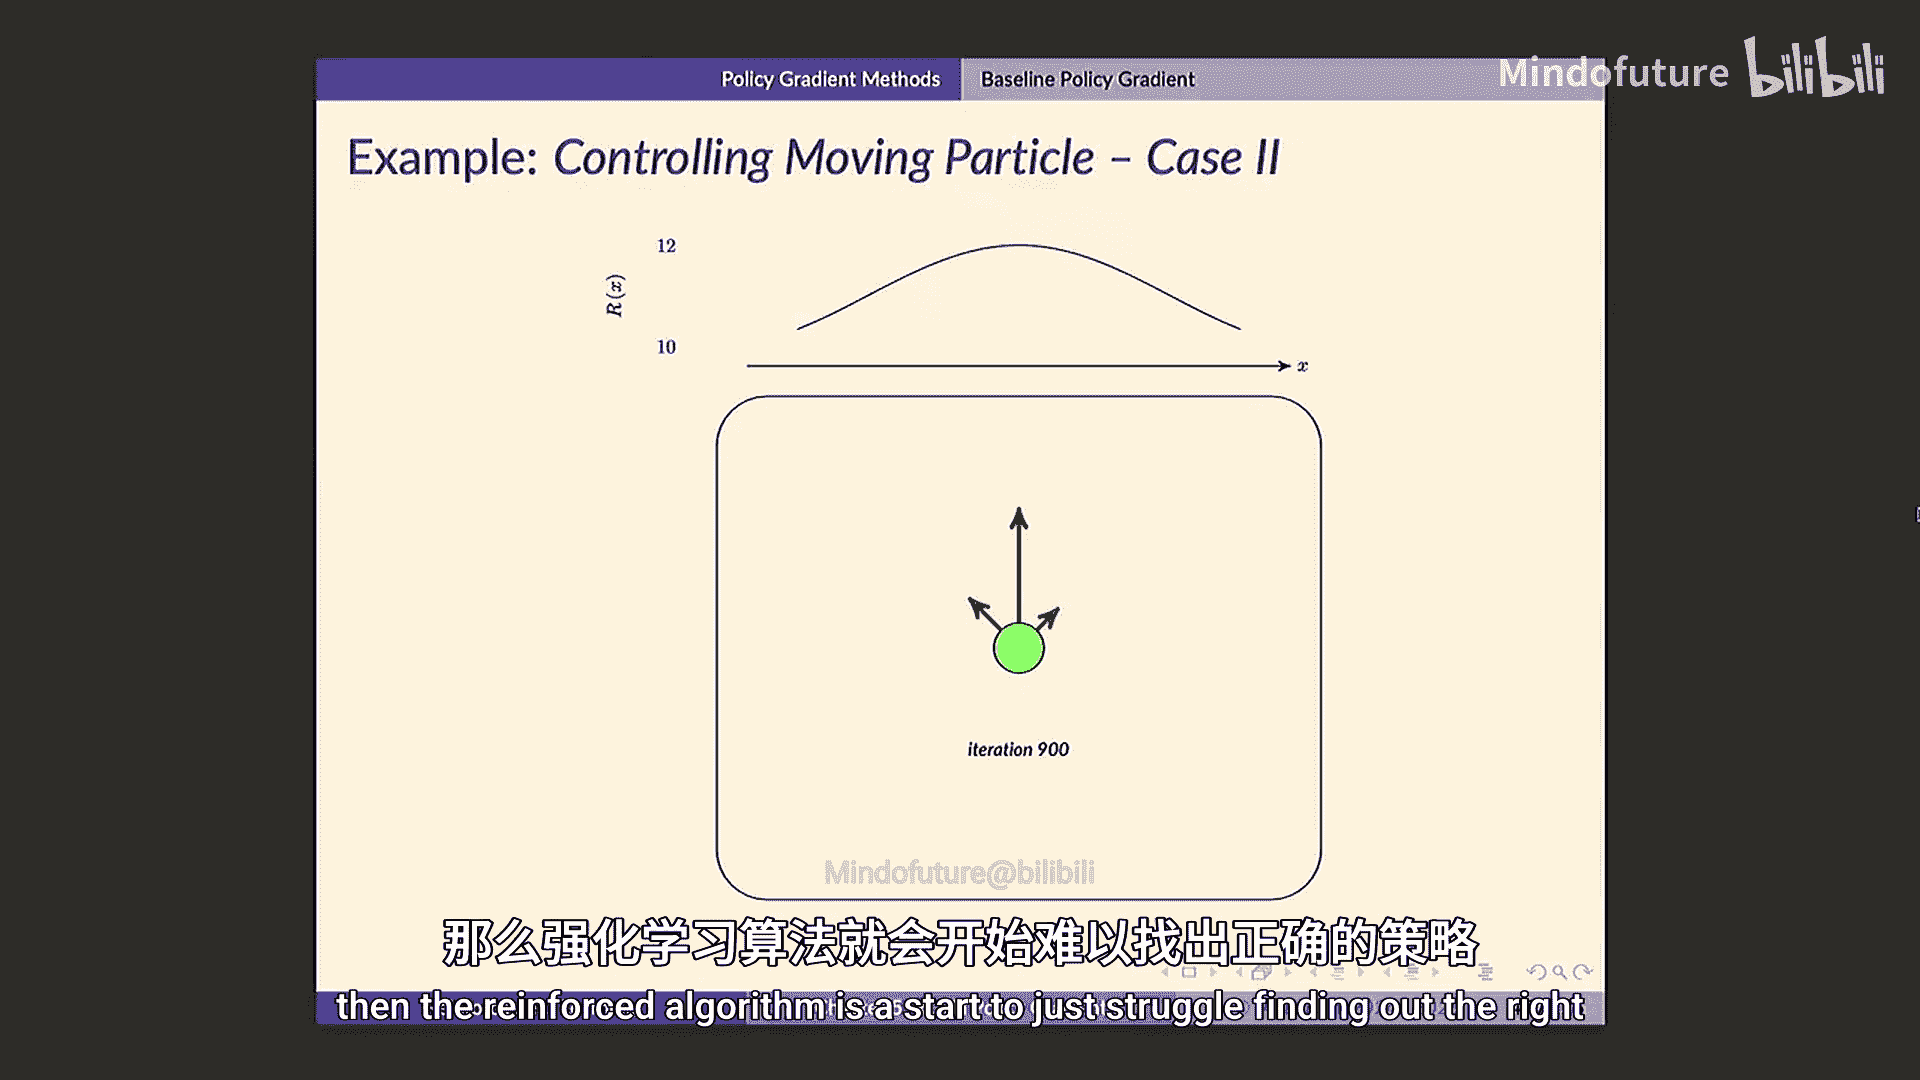 Policy Gradient Methods
Baseline Policy Gradient
Mindofuture bilibili
Example: Controlling Moving Particle – Case II
12
R(x)
10
x
iteration 900
Mindofuture@bilibili
那么强化学习算法就会开始难以找出正确的策略
then the reinforced algorithm is a start to just struggle finding out the right